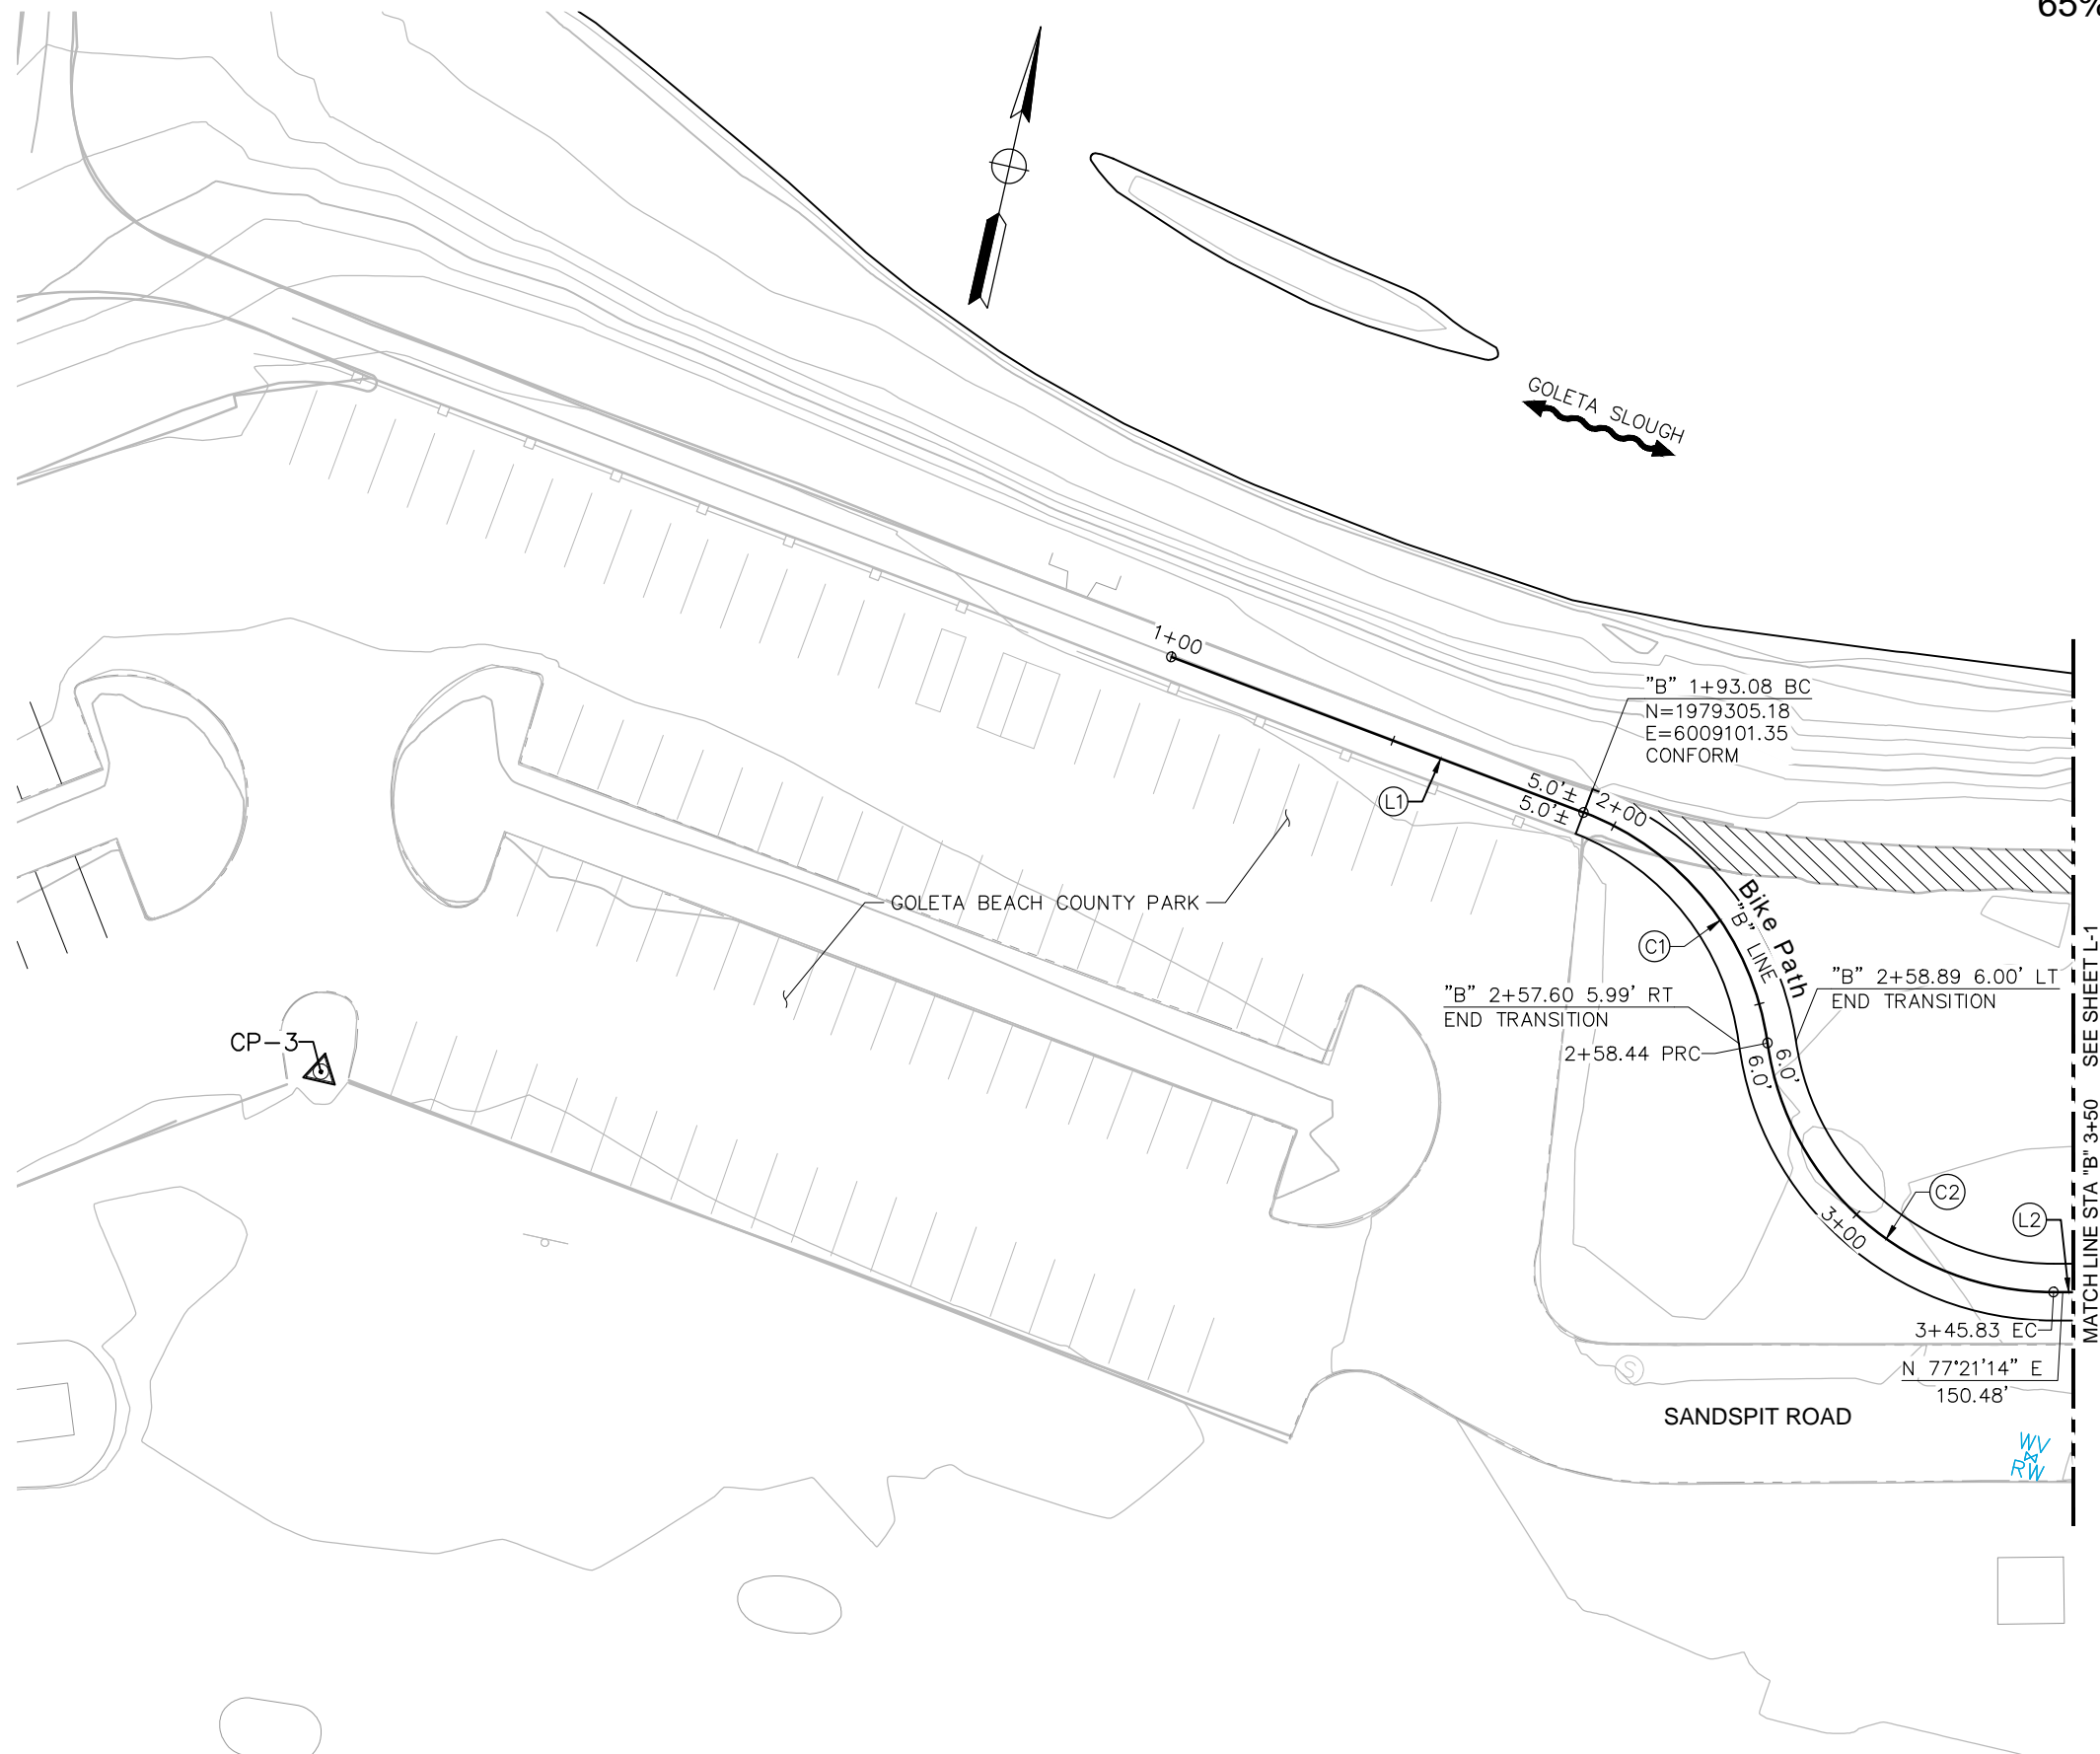 65%
GOLETA SLOUGH
1+00
"B" 1+93.08 BC
N=1979305.18
E=6009101.35
CONFORM
L1
5.0'±
5.0'±
2+00
GOLETA BEACH COUNTY PARK
Bike Path
"B" LINE
C1
"B" 2+57.60 5.99' RT
END TRANSITION
"B" 2+58.89 6.00' LT
END TRANSITION
2+58.44 PRC
6.0'
6.0'
CP-3
C2
3+00
L2
3+45.83 EC
N 77°21'14" E
150.48'
S
SANDSPIT ROAD
WV
RW
MATCHLINE STA "B" 3+50 SEE SHEET L-1